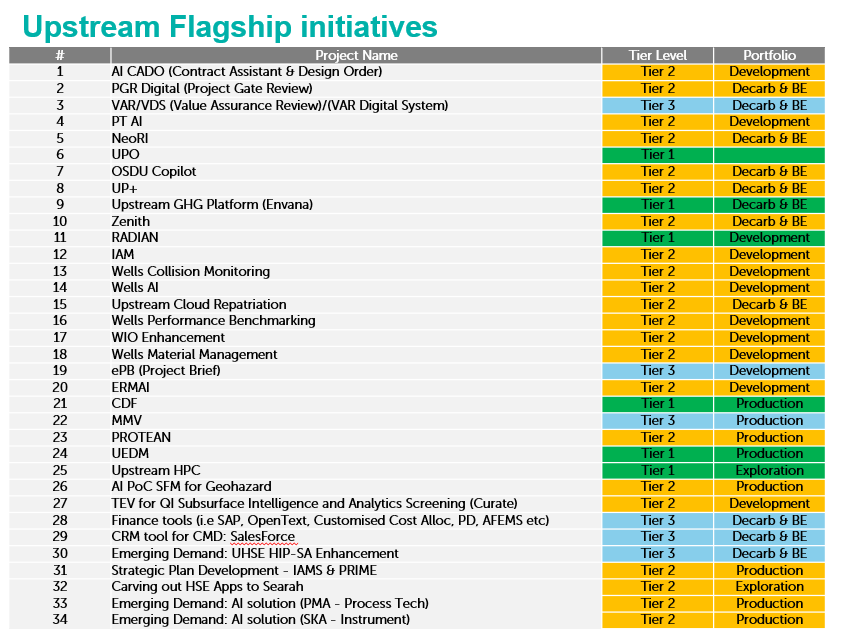 Upstream Flagship initiatives
# Project Name Tier Level Portfolio
1 AI CADO (Contract Assistant & Design Order) Tier 2 Development
2 PGR Digital (Project Gate Review) Tier 2 Decarb & BE
3 VAR/VDS (Value Assurance Review)/(VAR Digital System) Tier 3 Decarb & BE
4 PT AI Tier 2 Development
5 NeoRI Tier 2 Decarb & BE
6 UPO Tier 1
7 OSDU Copilot Tier 2 Decarb & BE
8 UP+ Tier 2 Decarb & BE
9 Upstream GHG Platform (Envana) Tier 1 Decarb & BE
10 Zenith Tier 2 Decarb & BE
11 RADIAN Tier 1 Development
12 IAM Tier 2 Development
13 Wells Collision Monitoring Tier 2 Development
14 Wells AI Tier 2 Development
15 Upstream Cloud Repatriation Tier 2 Decarb & BE
16 Wells Performance Benchmarking Tier 2 Development
17 WIO Enhancement Tier 2 Development
18 Wells Material Management Tier 2 Development
19 ePB (Project Brief) Tier 3 Development
20 ERMAI Tier 2 Development
21 CDF Tier 1 Production
22 MMV Tier 3 Production
23 PROTEAN Tier 2 Production
24 UEDM Tier 1 Production
25 Upstream HPC Tier 1 Exploration
26 AI PoC SFM for Geohazard Tier 2 Production
27 TEV for QI Subsurface Intelligence and Analytics Screening (Curate) Tier 2 Development
28 Finance tools (i.e SAP, OpenText, Customised Cost Alloc, PD, AFEMS etc) Tier 3 Decarb & BE
29 CRM tool for CMD: SalesForce Tier 3 Decarb & BE
30 Emerging Demand: UHSE HIP-SA Enhancement Tier 3 Decarb & BE
31 Strategic Plan Development - IAMS & PRIME Tier 2 Production
32 Carving out HSE Apps to Searah Tier 2 Exploration
33 Emerging Demand: AI solution (PMA - Process Tech) Tier 2 Production
34 Emerging Demand: AI solution (SKA - Instrument) Tier 2 Production